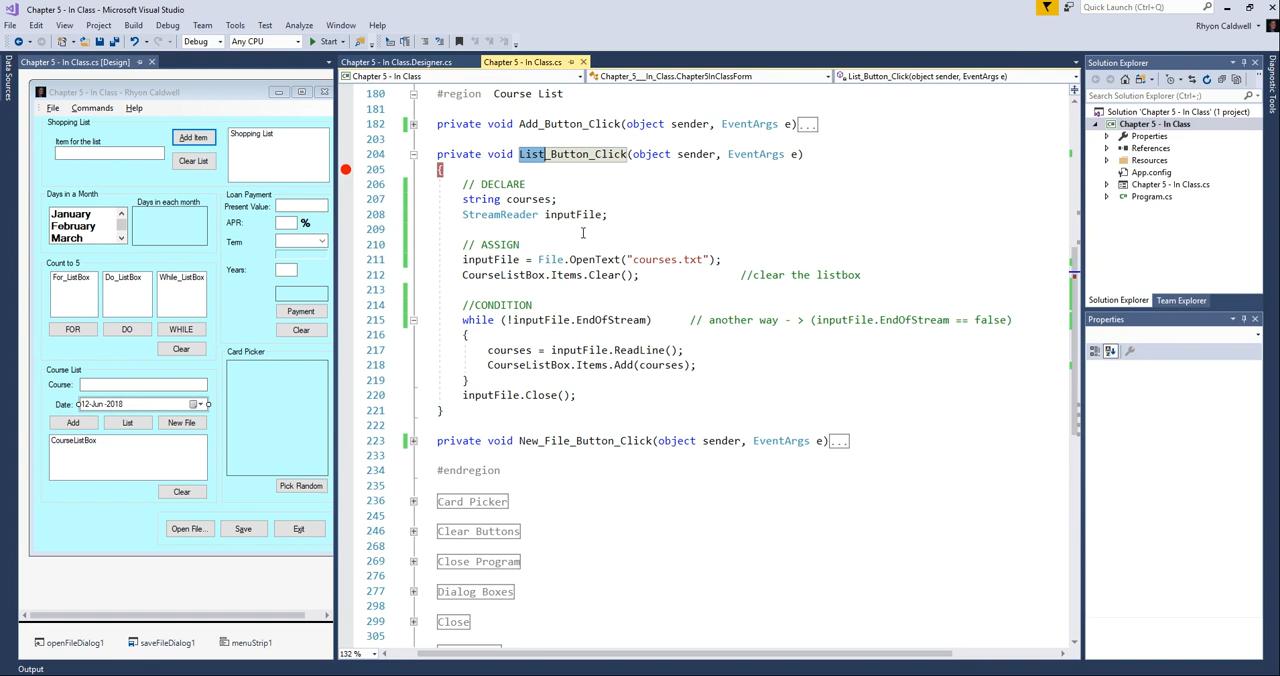 Chapter 5 - In Class - Microsoft Visual Studio
Quick Launch (Ctrl+;)
File Edit View Project Build Debug Team Tools Test Analyze Window Help
Rhyon Caldwell
Debug Any CPU Start
Data Sources
Chapter 5 - In Class.cs [Design]
Chapter 5 - In Class - Rhyon Caldwell
File Commands Help
Shopping List
Item for the list
Add Item
Clear List
Shopping List
Days in a Month
January
February
March
Days in each month
Loan Payment
Present Value:
APR: %
Term
Years:
Payment
Clear
Count to 5
For_ListBox Do_ListBox While_ListBox
FOR DO WHILE
Clear
Card Picker
Pick Random
Course List
Course:
Date: 12-Jun -2018
Add List New File
CourseListBox
Clear
Open File... Save Exit
openFileDialog1 saveFileDialog1 menuStrip1
Chapter 5 - In Class.Designer.cs Chapter 5 - In Class.cs
Chapter 5 - In Class Chapter_5___In_Class.Chapter5InClassForm List_Button_Click(object sender, EventArgs e)
180 #region Course List
181
182 private void Add_Button_Click(object sender, EventArgs e)...
203
204 private void List_Button_Click(object sender, EventArgs e)
205 {
206 // DECLARE
207 string courses;
208 StreamReader inputFile;
209
210 // ASSIGN
211 inputFile = File.OpenText("courses.txt");
212 CourseListBox.Items.Clear(); //clear the listbox
213
214 //CONDITION
215 while (!inputFile.EndOfStream) // another way - > (inputFile.EndOfStream == false)
216 {
217 courses = inputFile.ReadLine();
218 CourseListBox.Items.Add(courses);
219 }
220 inputFile.Close();
221 }
222
223 private void New_File_Button_Click(object sender, EventArgs e)...
233
234 #endregion
235
236 Card Picker
245
246 Clear Buttons
268
269 Close Program
276
277 Dialog Boxes
298
299 Close
305
132 %
Solution Explorer
Search Solution Explorer (Ctrl+;)
Solution 'Chapter 5 - In Class' (1 project)
Chapter 5 - In Class
Properties
References
Resources
App.config
Chapter 5 - In Class.cs
Program.cs
Solution Explorer Team Explorer
Properties
Diagnostic Tools
Output